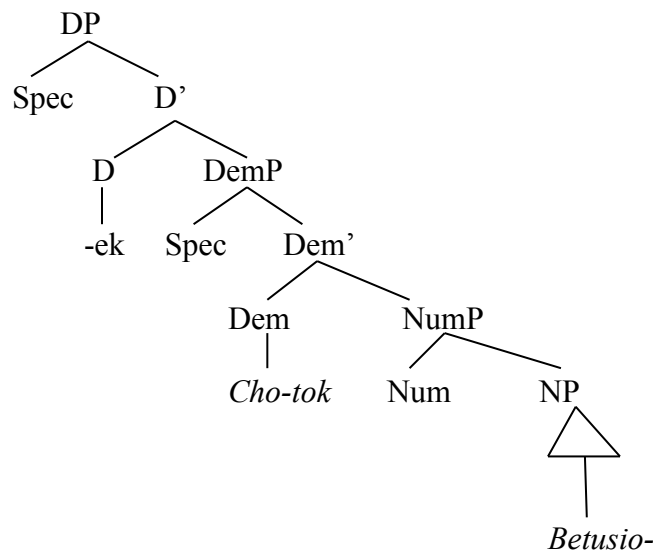 DP
Spec D’
D DemP
-ek Spec Dem’
Dem NumP
Cho-tok Num NP
Betusio-